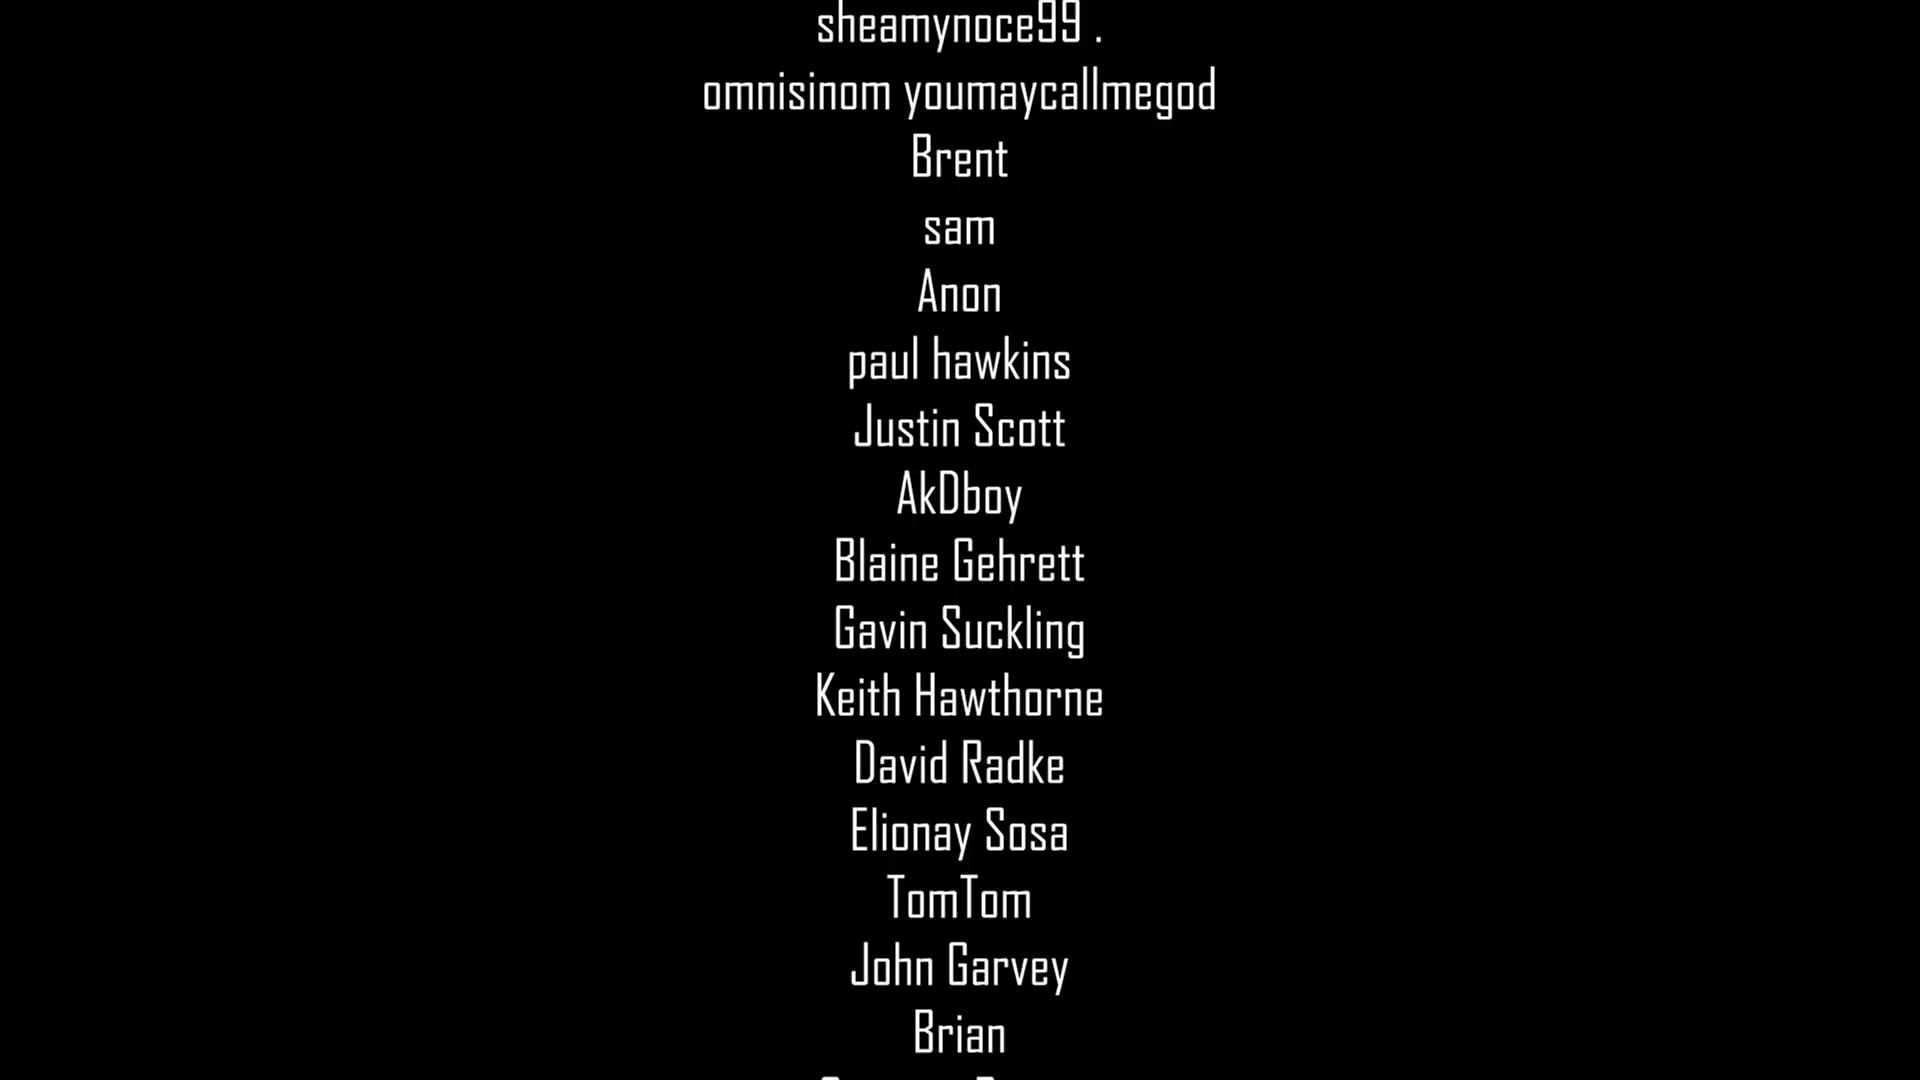 sheamynoce99 .
omnisinom youmaycallmegod
Brent
sam
Anon
paul hawkins
Justin Scott
AkDboy
Blaine Gehrett
Gavin Suckling
Keith Hawthorne
David Radke
Elionay Sosa
TomTom
John Garvey
Brian